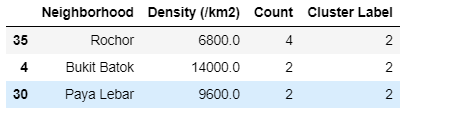 Neighborhood Density (/km2) Count Cluster Label
35 Rochor 6800.0 4 2
4 Bukit Batok 14000.0 2 2
30 Paya Lebar 9600.0 2 2